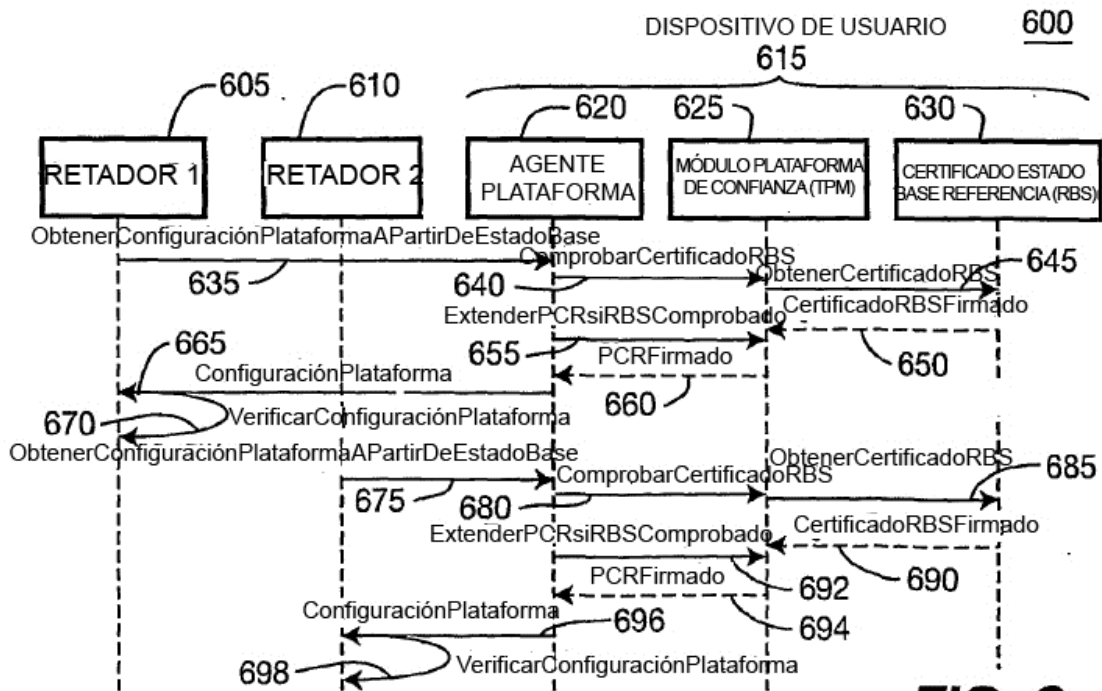 DISPOSITIVO DE USUARIO
600
615
605
610
620
625
630
RETADOR 1
RETADOR 2
AGENTE
PLATAFORMA
MÓDULO PLATAFORMA
DE CONFIANZA (TPM)
CERTIFICADO ESTADO
BASE REFERENCIA (RBS)
ObtenerConfiguraciónPlataformaAPartirDeEstadoBase
635
ComprobarCertificadoRBS
640
ObtenerCertificadoRBS
645
CertificadoRBSFirmado
650
ExtenderPCRsiRBSComprobado
655
PCRFirmado
660
665
ConfiguraciónPlataforma
670
VerificarConfiguraciónPlataforma
ObtenerConfiguraciónPlataformaAPartirDeEstadoBase
675
ComprobarCertificadoRBS
680
ObtenerCertificadoRBS
685
CertificadoRBSFirmado
690
ExtenderPCRsiRBSComprobado
692
PCRFirmado
694
ConfiguraciónPlataforma
696
698
VerificarConfiguraciónPlataforma